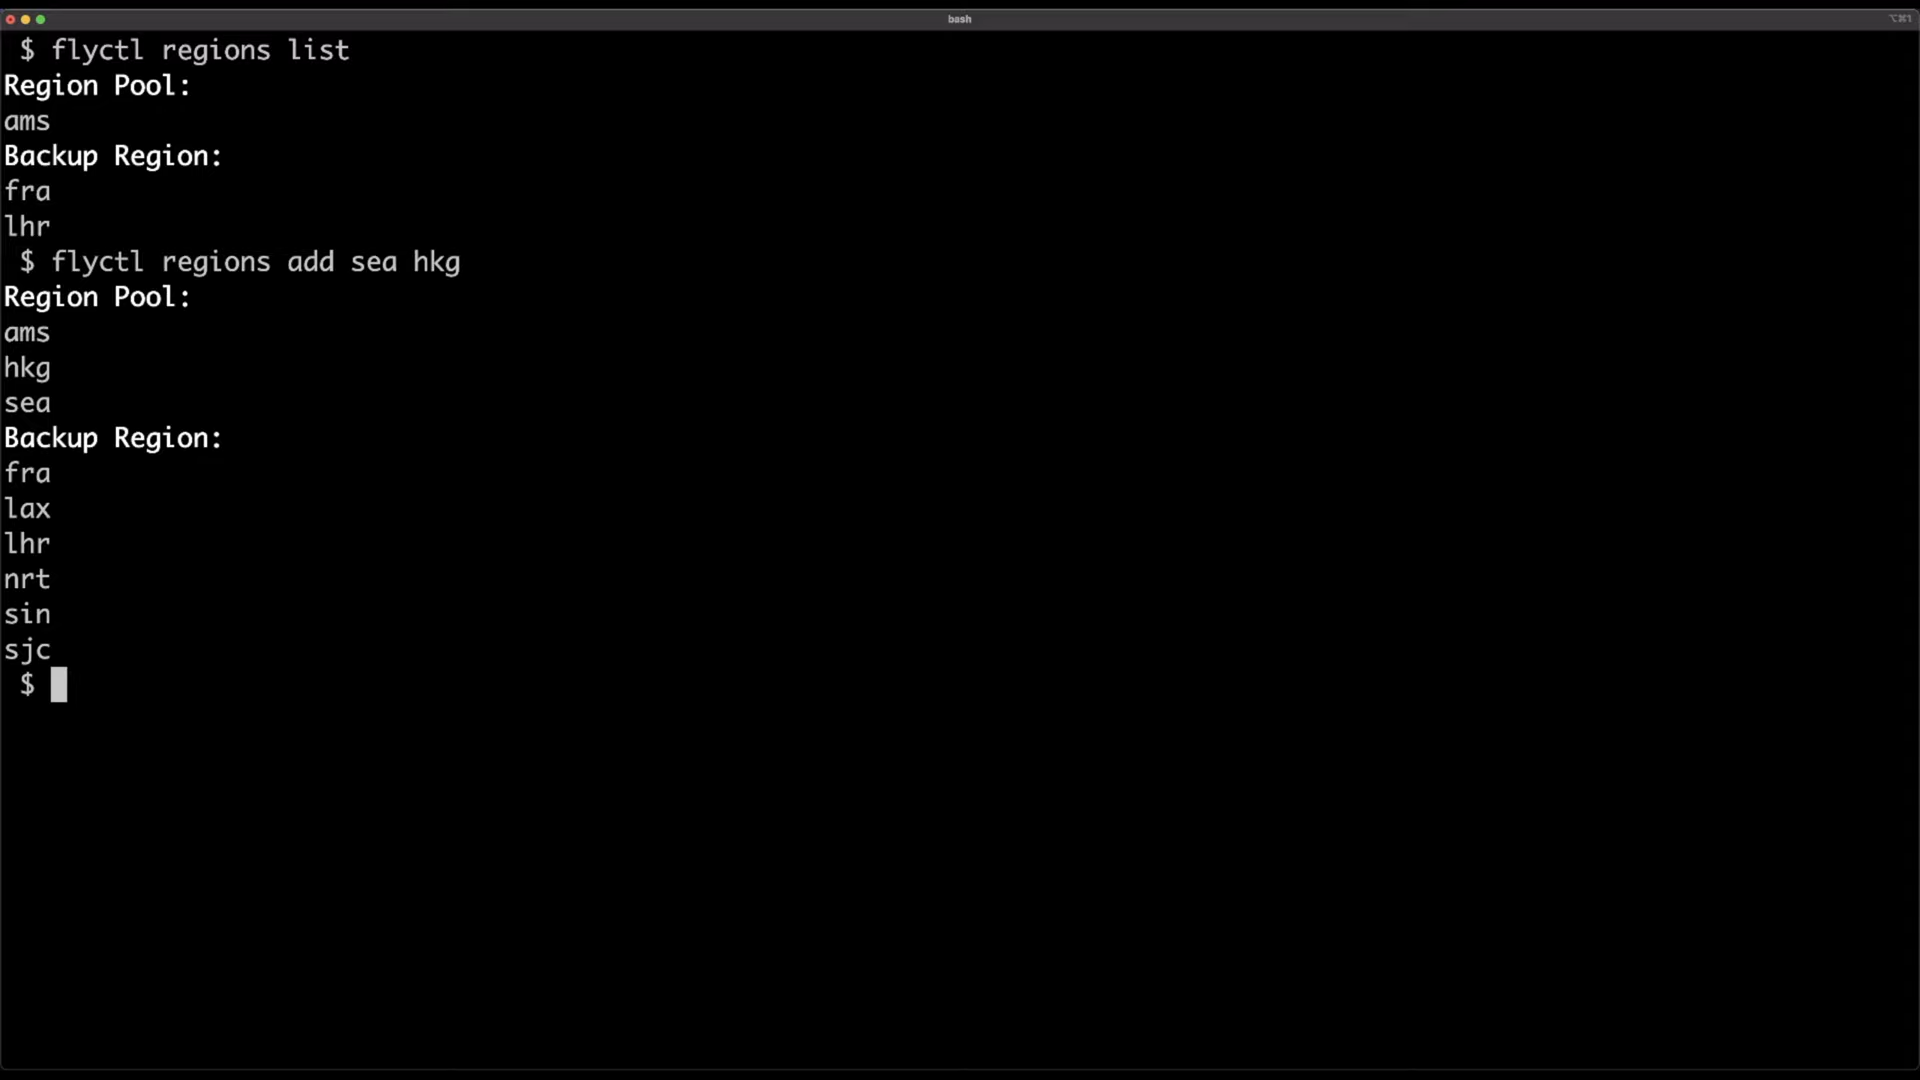 bash
⌥⌘1
$ flyctl regions list
Region Pool:
ams
Backup Region:
fra
lhr
$ flyctl regions add sea hkg
Region Pool:
ams
hkg
sea
Backup Region:
fra
lax
lhr
nrt
sin
sjc
$